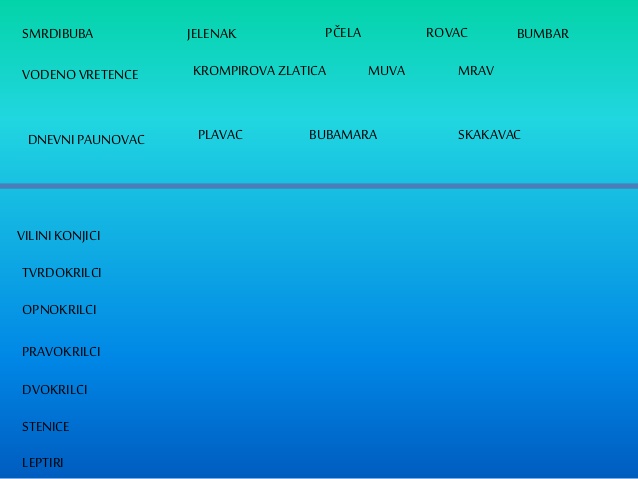 SMRDIBUBA JELENAK PČELA ROVAC BUMBAR
VODENO VRETENCE KROMPIROVA ZLATICA MUVA MRAV
DNEVNI PAUNOVAC PLAVAC BUBAMARA SKAKAVAC
VILINI KONJICI
TVRDOKRILCI
OPNOKRILCI
PRAVOKRILCI
DVOKRILCI
STENICE
LEPTIRI